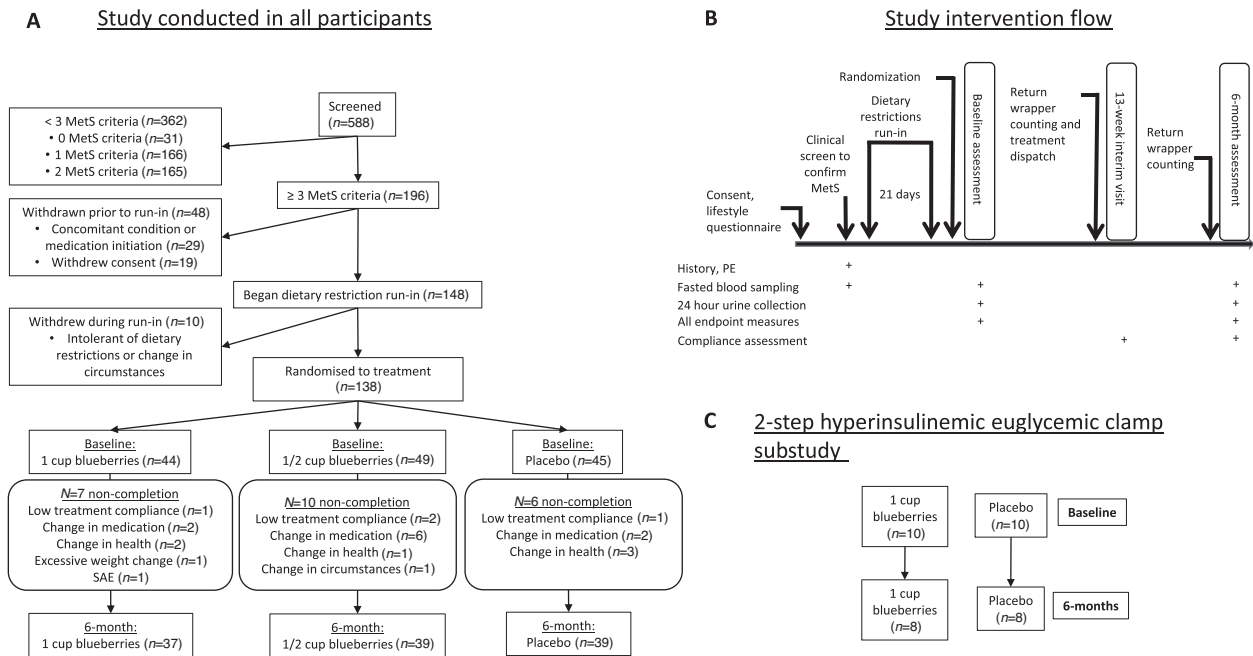 A
Study conducted in all participants
Screened
(n=588)
< 3 MetS criteria (n=362)
• 0 MetS criteria (n=31)
• 1 MetS criteria (n=166)
• 2 MetS criteria (n=165)
≥ 3 MetS criteria (n=196)
Withdrawn prior to run-in (n=48)
• Concomitant condition or
medication initiation (n=29)
• Withdrew consent (n=19)
Began dietary restriction run-in (n=148)
Withdrew during run-in (n=10)
• Intolerant of dietary
restrictions or change in
circumstances
Randomised to treatment
(n=138)
Baseline:
1 cup blueberries (n=44)
Baseline:
1/2 cup blueberries (n=49)
Baseline:
Placebo (n=45)
N=7 non-completion
Low treatment compliance (n=1)
Change in medication (n=2)
Change in health (n=2)
Excessive weight change (n=1)
SAE (n=1)
N=10 non-completion
Low treatment compliance (n=2)
Change in medication (n=6)
Change in health (n=1)
Change in circumstances (n=1)
N=6 non-completion
Low treatment compliance (n=1)
Change in medication (n=2)
Change in health (n=3)
6-month:
1 cup blueberries (n=37)
6-month:
1/2 cup blueberries (n=39)
6-month:
Placebo (n=39)
B
Study intervention flow
Consent,
lifestyle
questionnaire
Clinical
screen to
confirm
MetS
Dietary
restrictions
run-in
21 days
Randomization
Baseline assessment
Return
wrapper
counting and
treatment
dispatch
13-week interim visit
Return
wrapper
counting
6-month assessment
History, PE +
Fasted blood sampling + + +
24 hour urine collection + +
All endpoint measures + +
Compliance assessment + +
C
2-step hyperinsulinemic euglycemic clamp
substudy
1 cup
blueberries
(n=10)
Placebo
(n=10)
Baseline
1 cup
blueberries
(n=8)
Placebo
(n=8)
6-months